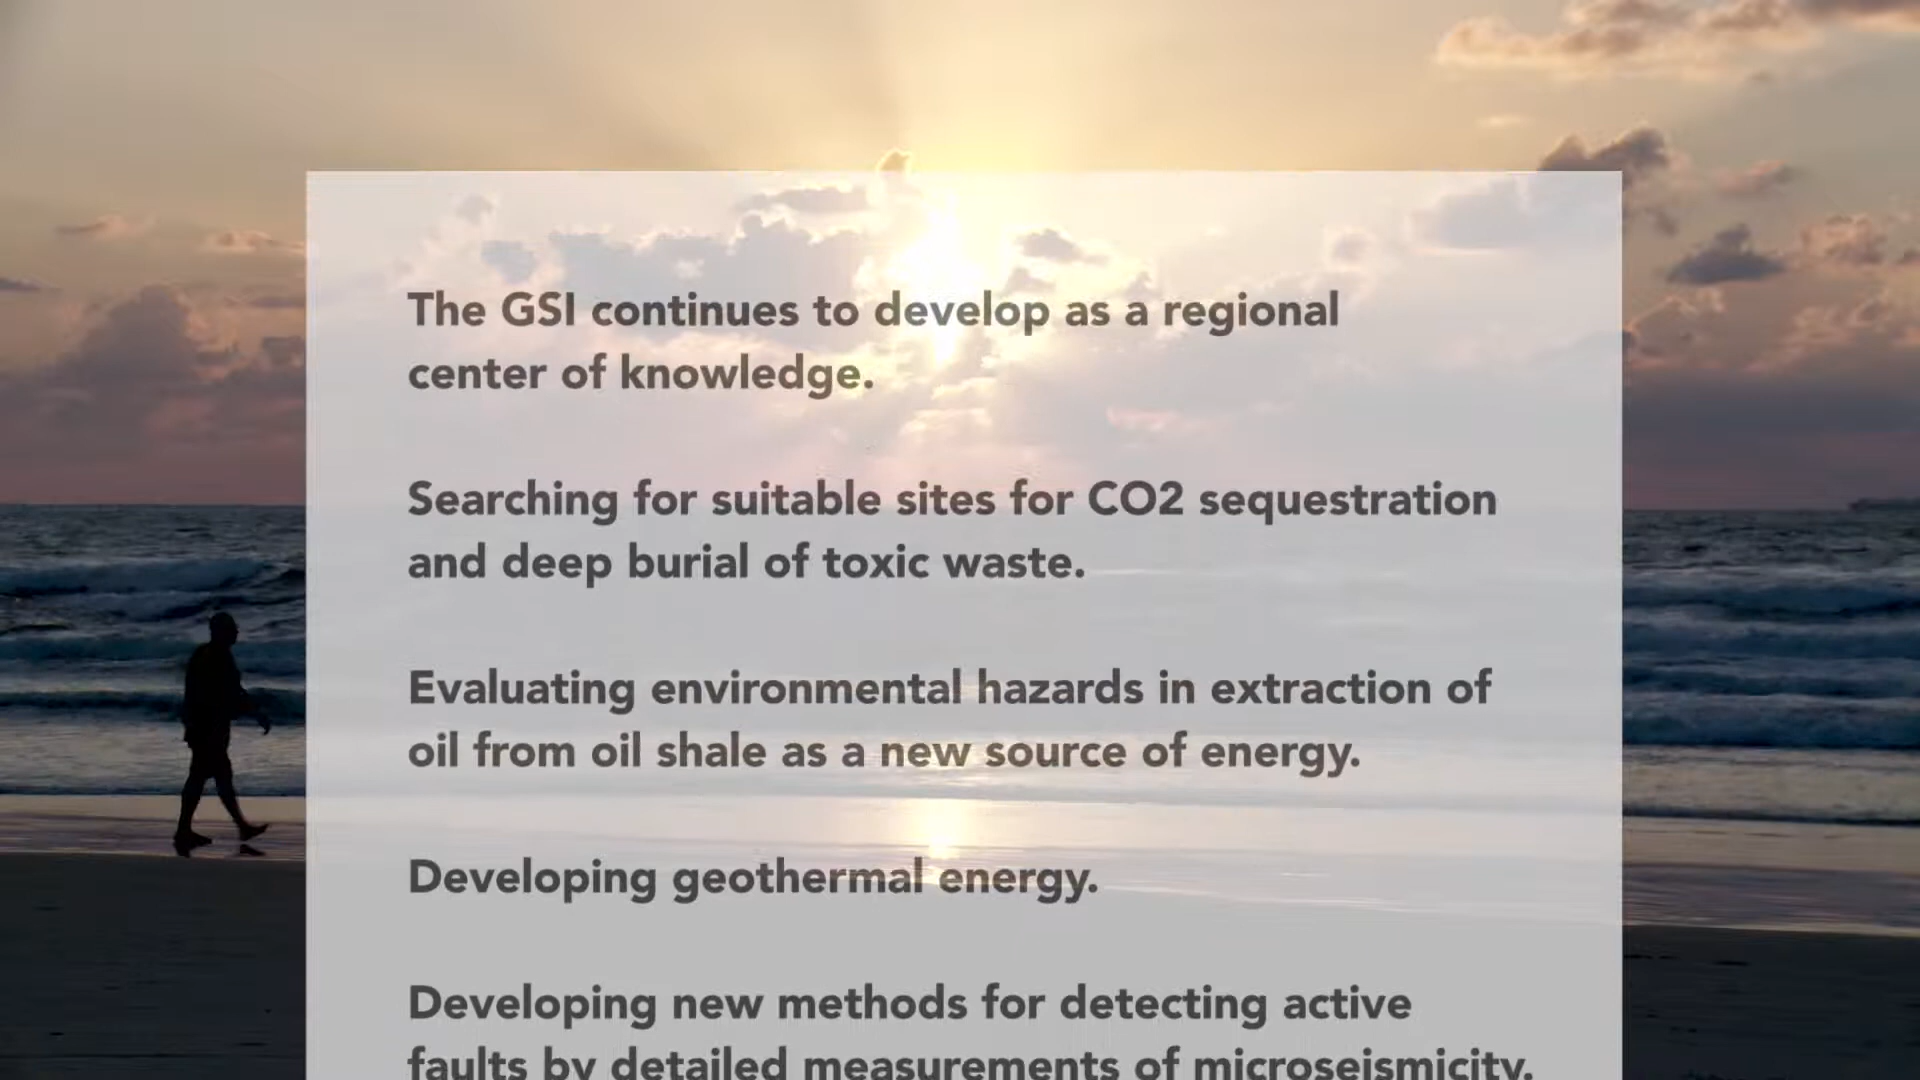 The GSI continues to develop as a regional
center of knowledge.
Searching for suitable sites for CO2 sequestration
and deep burial of toxic waste.
Evaluating environmental hazards in extraction of
oil from oil shale as a new source of energy.
Developing geothermal energy.
Developing new methods for detecting active
faults by detailed measurements of microseismicity.